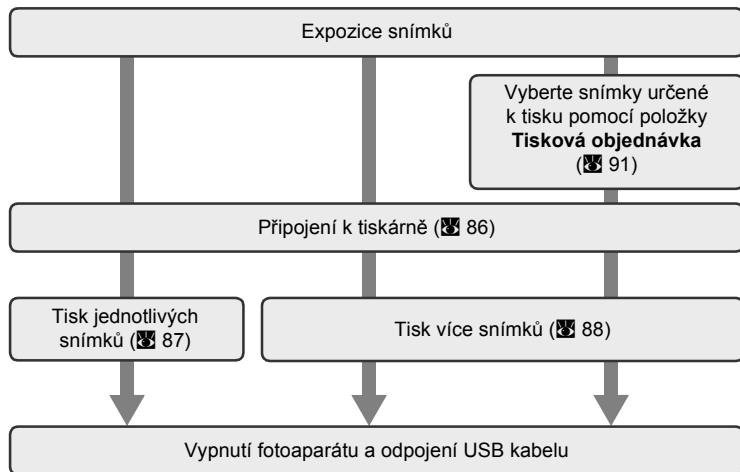 Expozice snímků
Vyberte snímky určené
k tisku pomocí položky
Tisková objednávka
( 91)
Připojení k tiskárně ( 86)
Tisk jednotlivých
snímků ( 87)
Tisk více snímků ( 88)
Vypnutí fotoaparátu a odpojení USB kabelu